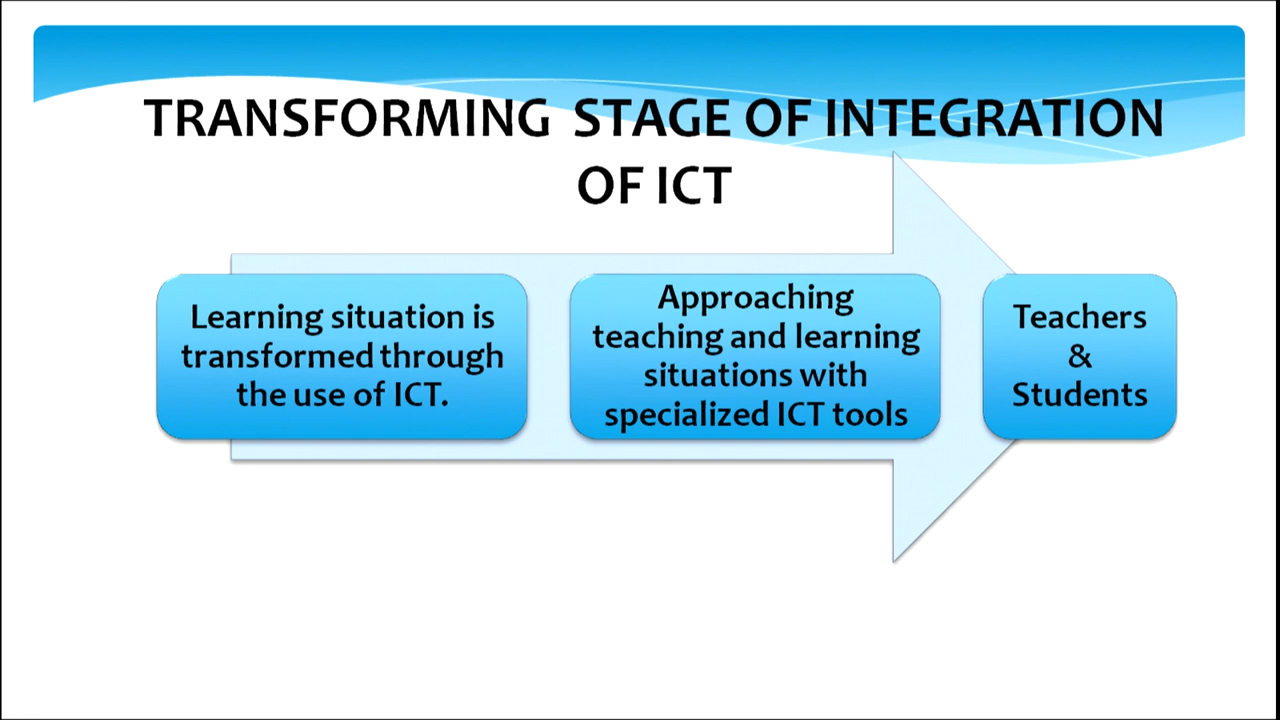 TRANSFORMING STAGE OF INTEGRATION
OF ICT
Learning situation is
transformed through
the use of ICT.
Approaching
teaching and learning
situations with
specialized ICT tools
Teachers
&
Students